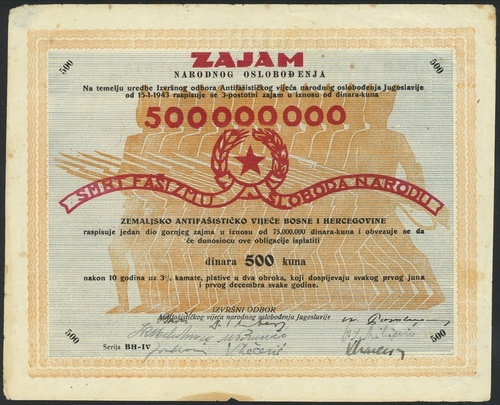 500
500
ZAJAM
NARODNOG OSLOBOĐENJA
Na temelju uredbe Izvršnog odbora Antifašističkog vijeća narodnog oslobođenja Jugoslavije
od 15-I-1943 raspisuje se 3-postotni zajam u iznosu od dinara-kuna
500000000
SMRT FAŠIZMU SLOBODA NARODU
ZEMALJSKO ANTIFAŠISTIČKO VIJEĆE BOSNE I HERCEGOVINE
raspisuje jedan dio gornjeg zajma u iznosu od 75.000.000 dinara-kuna i obvezuje se da
će donosiocu ove obligacije isplatiti
dinara 500 kuna
nakon 10 godina uz 3% kamate, plative u dva obroka, koji dospijevaju svakog prvog juna
i prvog decembra svake godine.
IZVRŠNI ODBOR
Antifašističkog vijeća narodnog oslobođenja Jugoslavije
Serija BH-IV
500
500